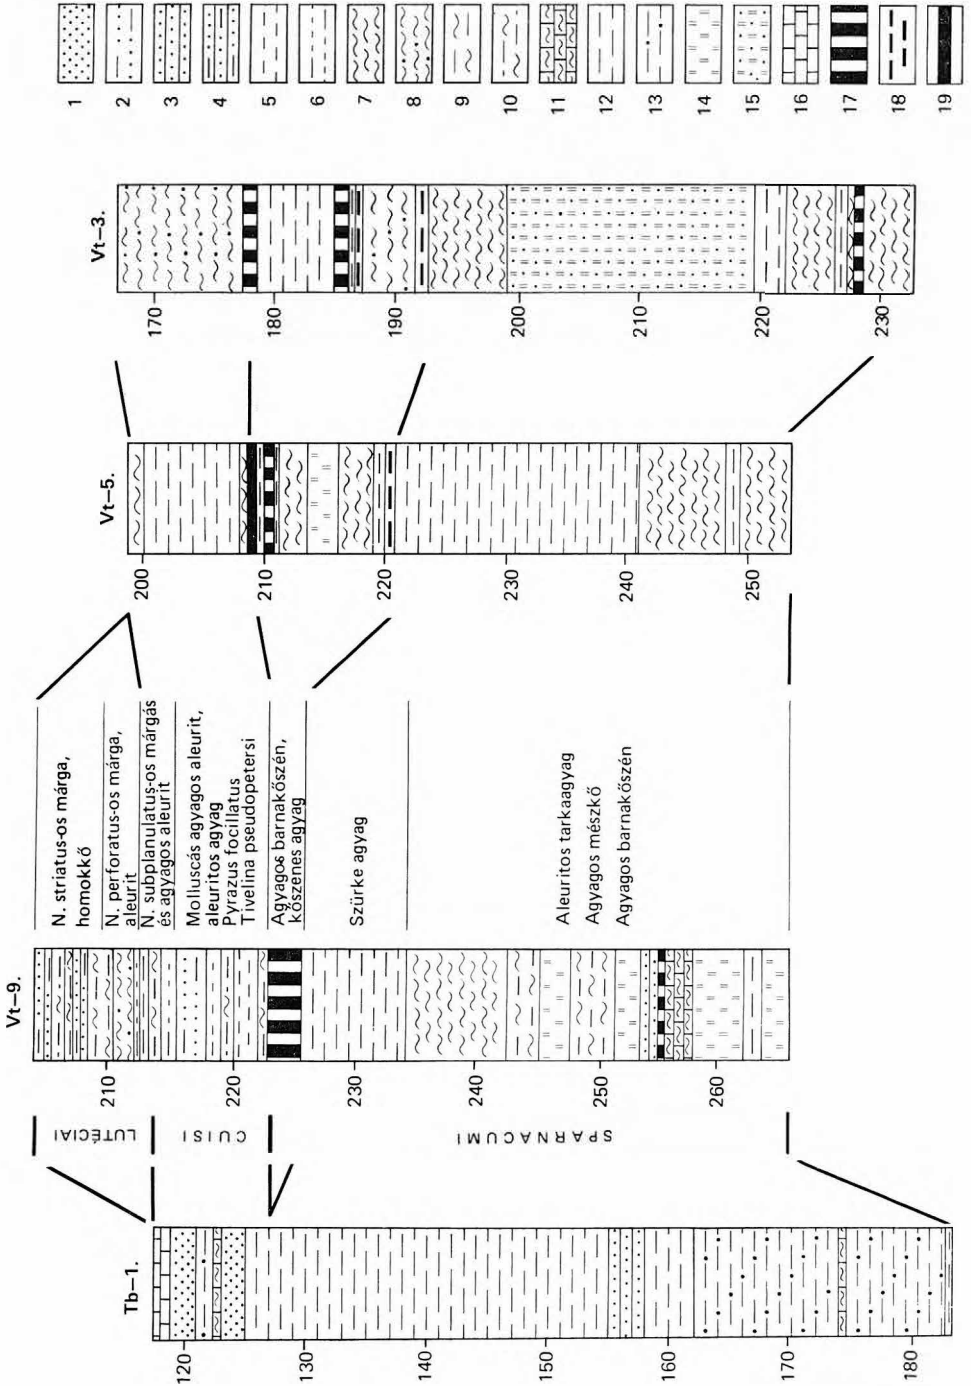 Tb–1.
120
130
140
150
160
170
180
LUTÉCIAI
CUISI
SPARNACUMI
Vt–9.
210
220
230
240
250
260
N. striatus-os márga,
homokkő
N. perforatus-os márga,
aleurit
N. subplanulatus-os márgás
és agyagos aleurit
Molluscás agyagos aleurit,
aleuritos agyag
Pyrazus focillatus
Tivelina pseudopetersi
Agyagos barnakőszén,
kőszenes agyag
Szürke agyag
Aleuritos tarkaagyag
Agyagos mészkő
Agyagos barnakőszén
Vt–5.
200
210
220
230
240
250
Vt–3.
170
180
190
200
210
220
230
1
2
3
4
5
6
7
8
9
10
11
12
13
14
15
16
17
18
19